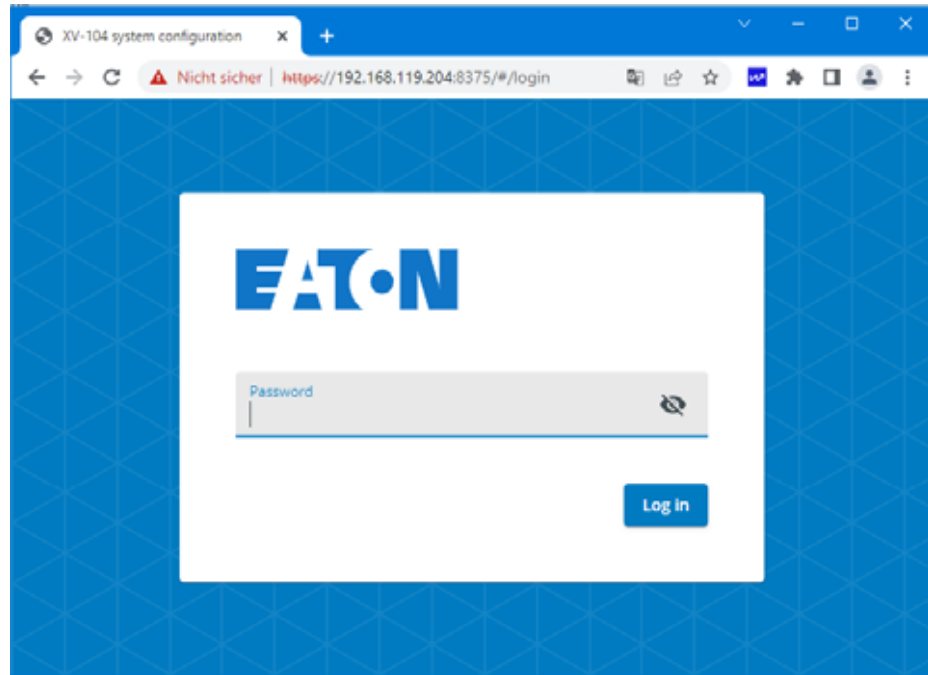 XV-104 system configuration
Nicht sicher | https://192.168.119.204:8375/#/login
EATON
Password
Log in